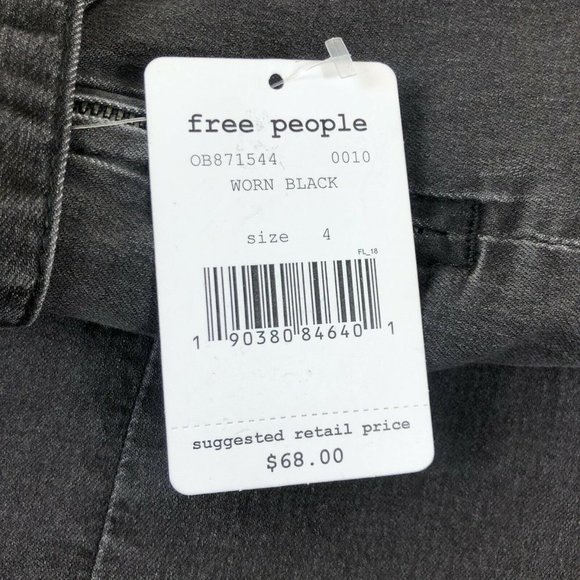 free people
OB871544 0010
WORN BLACK
size 4
FL_18
1 90380 84640 1
suggested retail price
$68.00